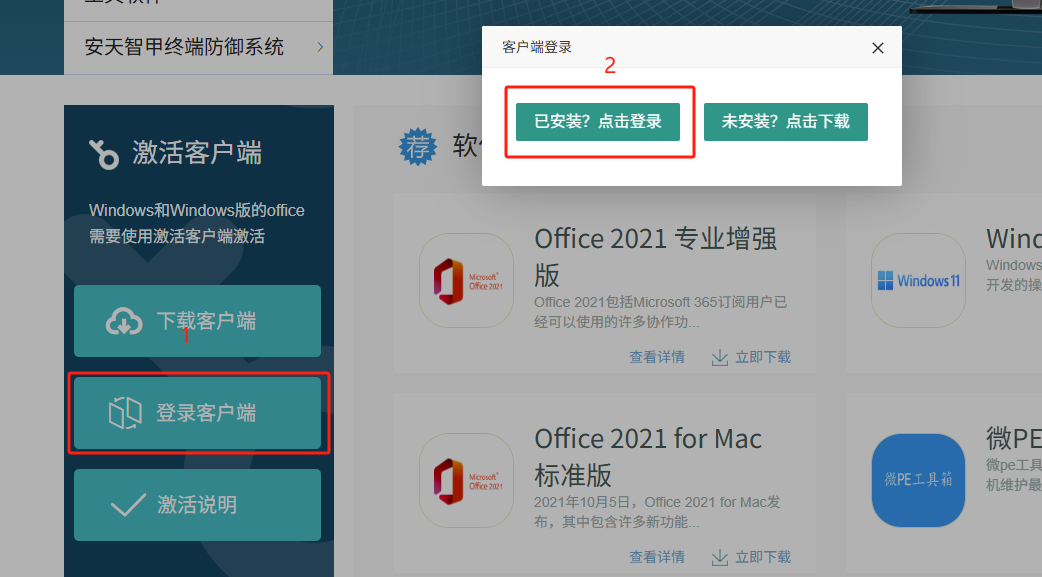 安天智甲终端防御系统
激活客户端
Windows和Windows版的office
需要使用激活客户端激活
下载客户端
1
登录客户端
激活说明
客户端登录
2
已安装？点击登录
未安装？点击下载
荐
Office 2021 专业增强
版
Office 2021包括Microsoft 365订阅用户已
经可以使用的许多协作功...
查看详情
立即下载
Microsoft
Office 2021
Windows 11
Wind
Windows
开发的操
Office 2021 for Mac
标准版
2021年10月5日，Office 2021 for Mac发
布，其中包含许多新功能...
查看详情
立即下载
Microsoft
Office 2021
微PE工具箱
微PE
微pe工具
机维护最